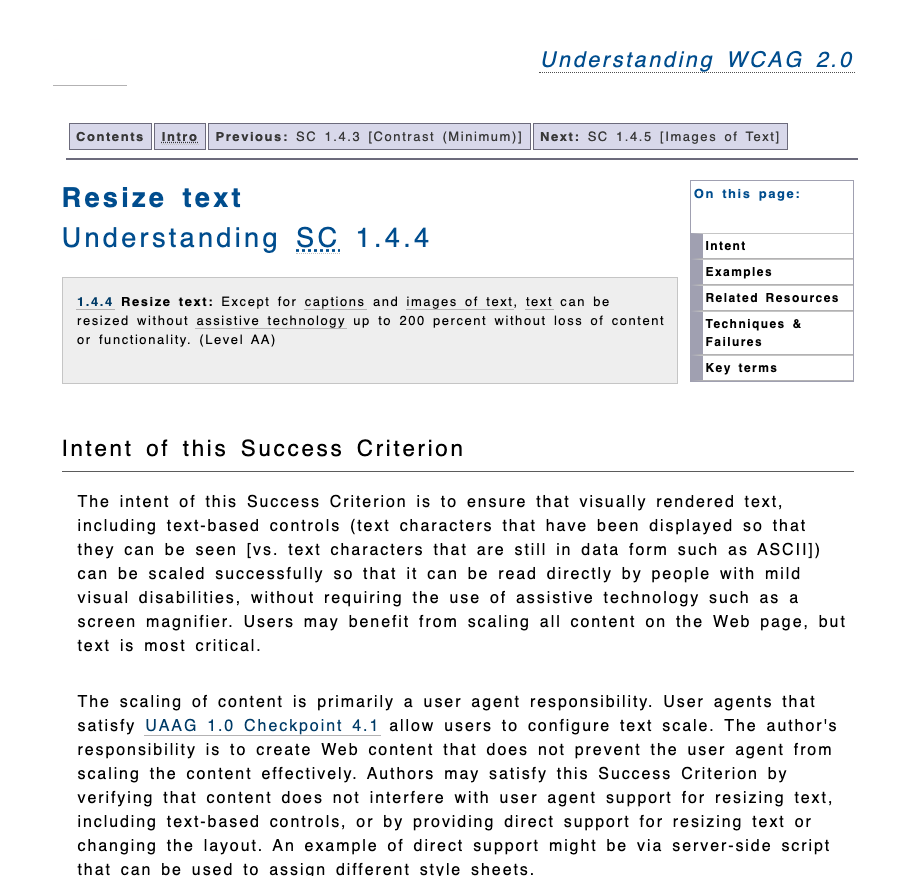 Understanding WCAG 2.0
Contents Intro Previous: SC 1.4.3 [Contrast (Minimum)] Next: SC 1.4.5 [Images of Text]
Resize text
Understanding SC 1.4.4
On this page:
Intent
Examples
Related Resources
Techniques &
Failures
Key terms
1.4.4 Resize text: Except for captions and images of text, text can be
resized without assistive technology up to 200 percent without loss of content
or functionality. (Level AA)
Intent of this Success Criterion
The intent of this Success Criterion is to ensure that visually rendered text,
including text-based controls (text characters that have been displayed so that
they can be seen [vs. text characters that are still in data form such as ASCII])
can be scaled successfully so that it can be read directly by people with mild
visual disabilities, without requiring the use of assistive technology such as a
screen magnifier. Users may benefit from scaling all content on the Web page, but
text is most critical.
The scaling of content is primarily a user agent responsibility. User agents that
satisfy UAAG 1.0 Checkpoint 4.1 allow users to configure text scale. The author's
responsibility is to create Web content that does not prevent the user agent from
scaling the content effectively. Authors may satisfy this Success Criterion by
verifying that content does not interfere with user agent support for resizing text,
including text-based controls, or by providing direct support for resizing text or
changing the layout. An example of direct support might be via server-side script
that can be used to assign different style sheets.